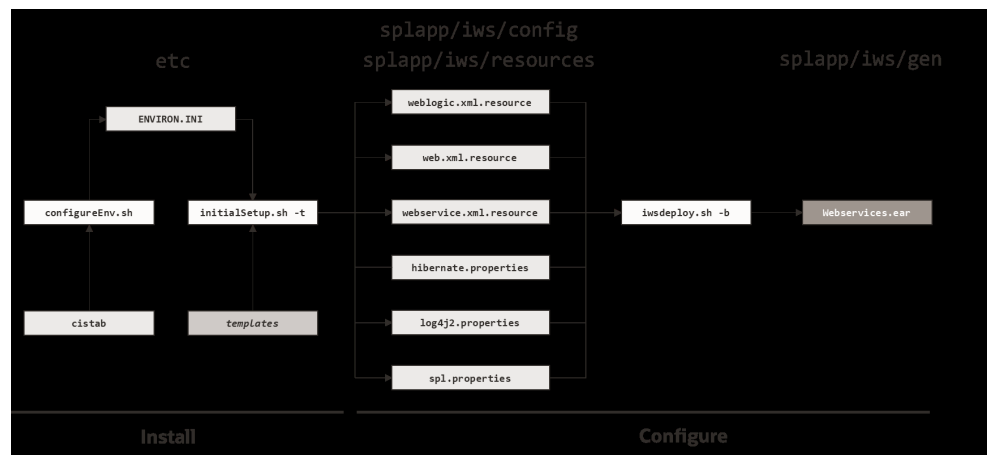 splapp/iws/config
etc
splapp/iws/resources
splapp/iws/gen
weblogic.xml.resource
ENVIRON.INI
web.xml.resource
configureEnv.sh
initialSetup.sh -t
webservice.xml.resource
iwsdeploy.sh -b
Webservices.ear
hibernate.properties
cistab
templates
log4j2.properties
spl.properties
Install
Configure